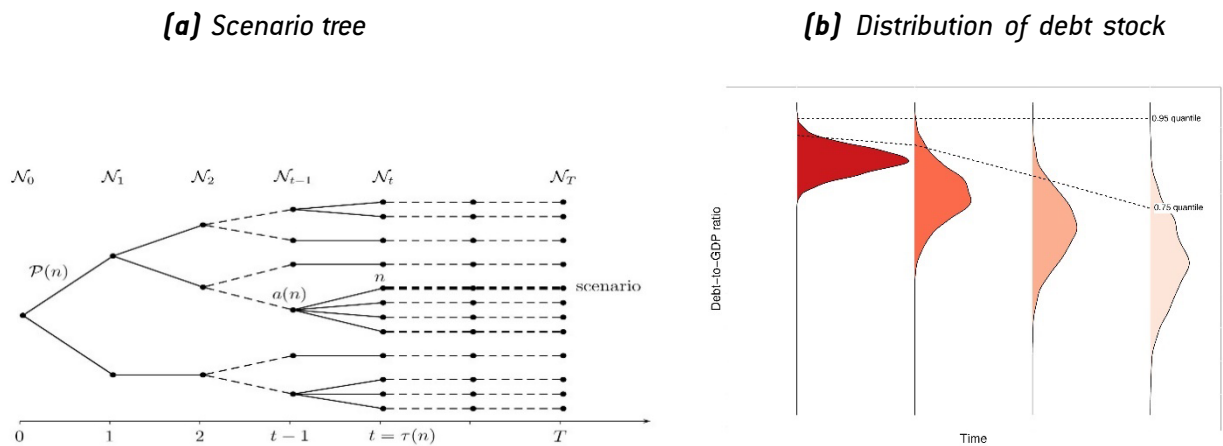 (a) Scenario tree
𝒩₀ 𝒩₁ 𝒩₂ 𝒩ₜ₋₁ 𝒩ₜ 𝒩_T
𝒫(n)
a(n)
n
scenario
0 1 2 t − 1 t = τ(n) T
(b) Distribution of debt stock
0.95 quantile
0.75 quantile
Debt−to−GDP ratio
Time